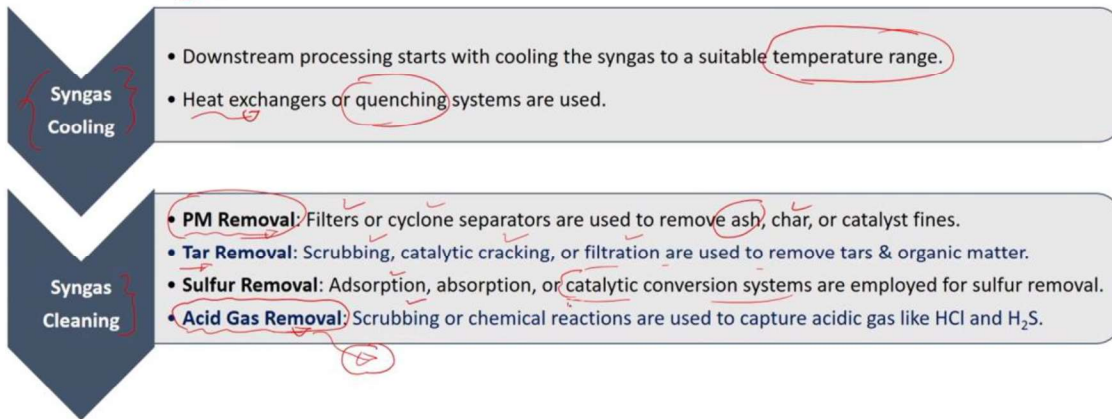 Syngas
Cooling
• Downstream processing starts with cooling the syngas to a suitable temperature range.
• Heat exchangers or quenching systems are used.
Syngas
Cleaning
• PM Removal: Filters or cyclone separators are used to remove ash, char, or catalyst fines.
• Tar Removal: Scrubbing, catalytic cracking, or filtration are used to remove tars & organic matter.
• Sulfur Removal: Adsorption, absorption, or catalytic conversion systems are employed for sulfur removal.
• Acid Gas Removal: Scrubbing or chemical reactions are used to capture acidic gas like HCl and H₂S.